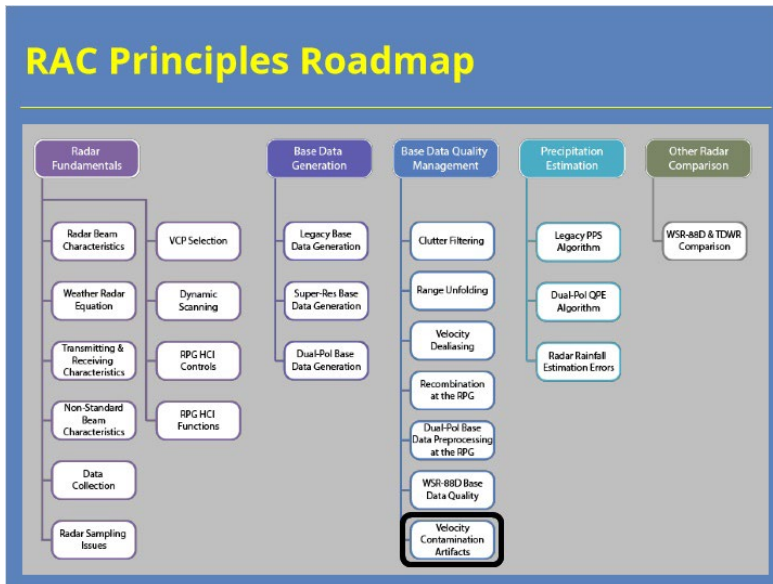 RAC Principles Roadmap
Radar
Fundamentals
Radar Beam
Characteristics
Weather Radar
Equation
Transmitting &
Receiving
Characteristics
Non-Standard
Beam
Characteristics
Data
Collection
Radar Sampling
Issues
VCP Selection
Dynamic
Scanning
RPG HCI
Controls
RPG HCI
Functions
Base Data
Generation
Legacy Base
Data Generation
Super-Res Base
Data Generation
Dual-Pol Base
Data Generation
Base Data Quality
Management
Clutter Filtering
Range Unfolding
Velocity
Dealiasing
Recombination
at the RPG
Dual-Pol Base
Data Preprocessing
at the RPG
WSR-88D Base
Data Quality
Velocity
Contamination
Artifacts
Precipitation
Estimation
Legacy PPS
Algorithm
Dual-Pol QPE
Algorithm
Radar Rainfall
Estimation Errors
Other Radar
Comparison
WSR-88D & TDWR
Comparison